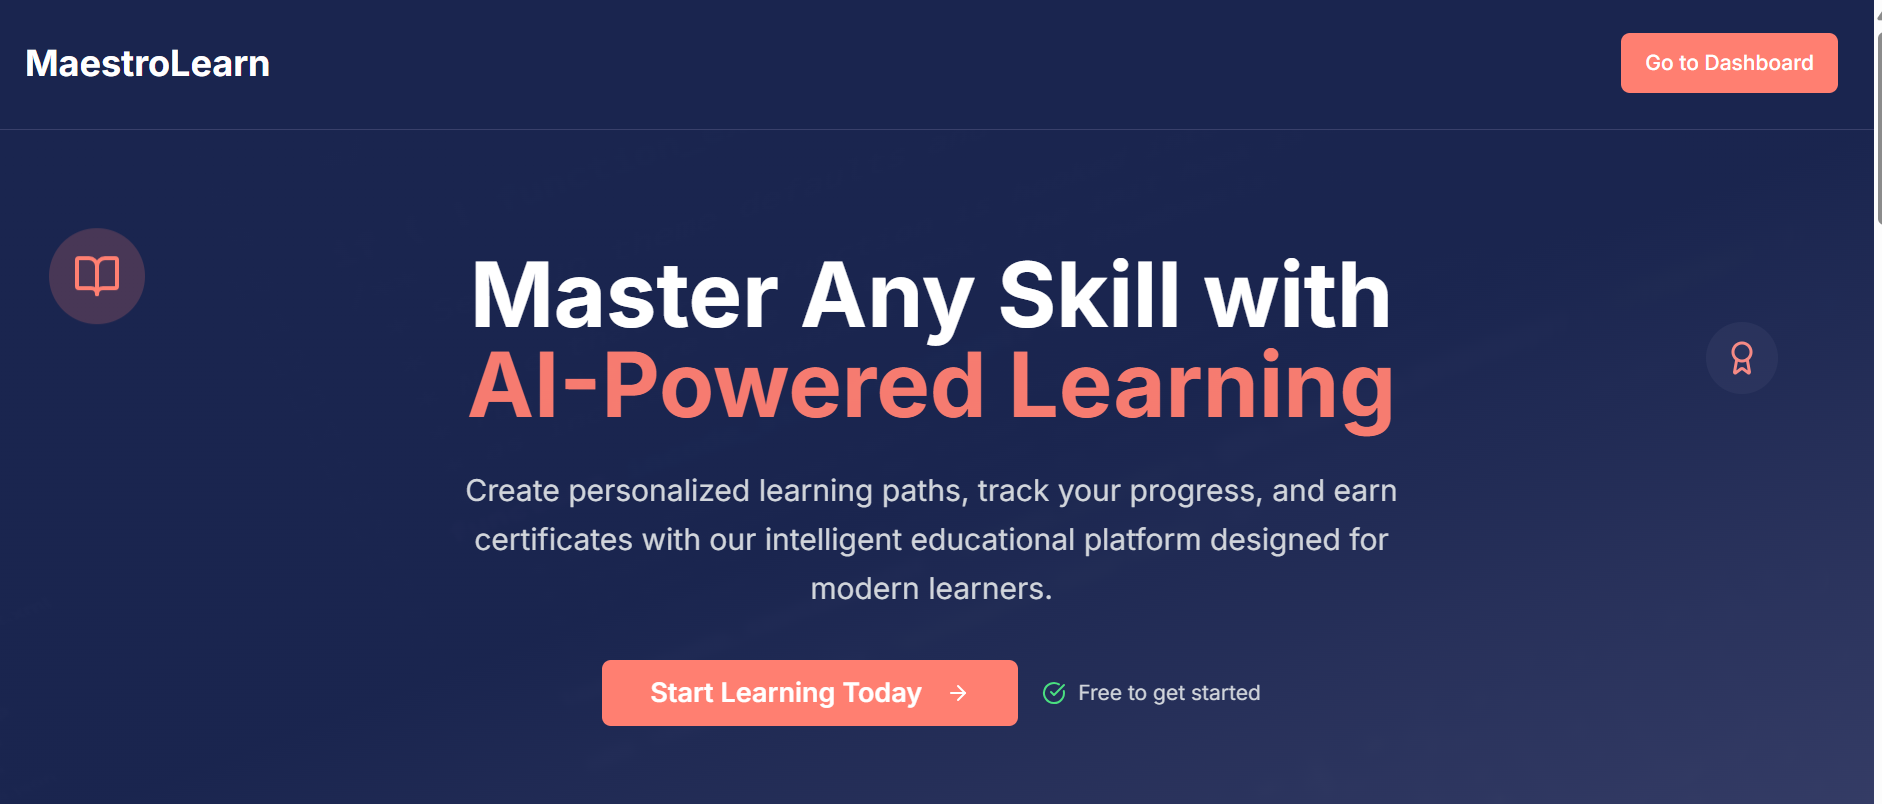 MaestroLearn
Go to Dashboard
Master Any Skill with
AI-Powered Learning
Create personalized learning paths, track your progress, and earn
certificates with our intelligent educational platform designed for
modern learners.
Start Learning Today
Free to get started